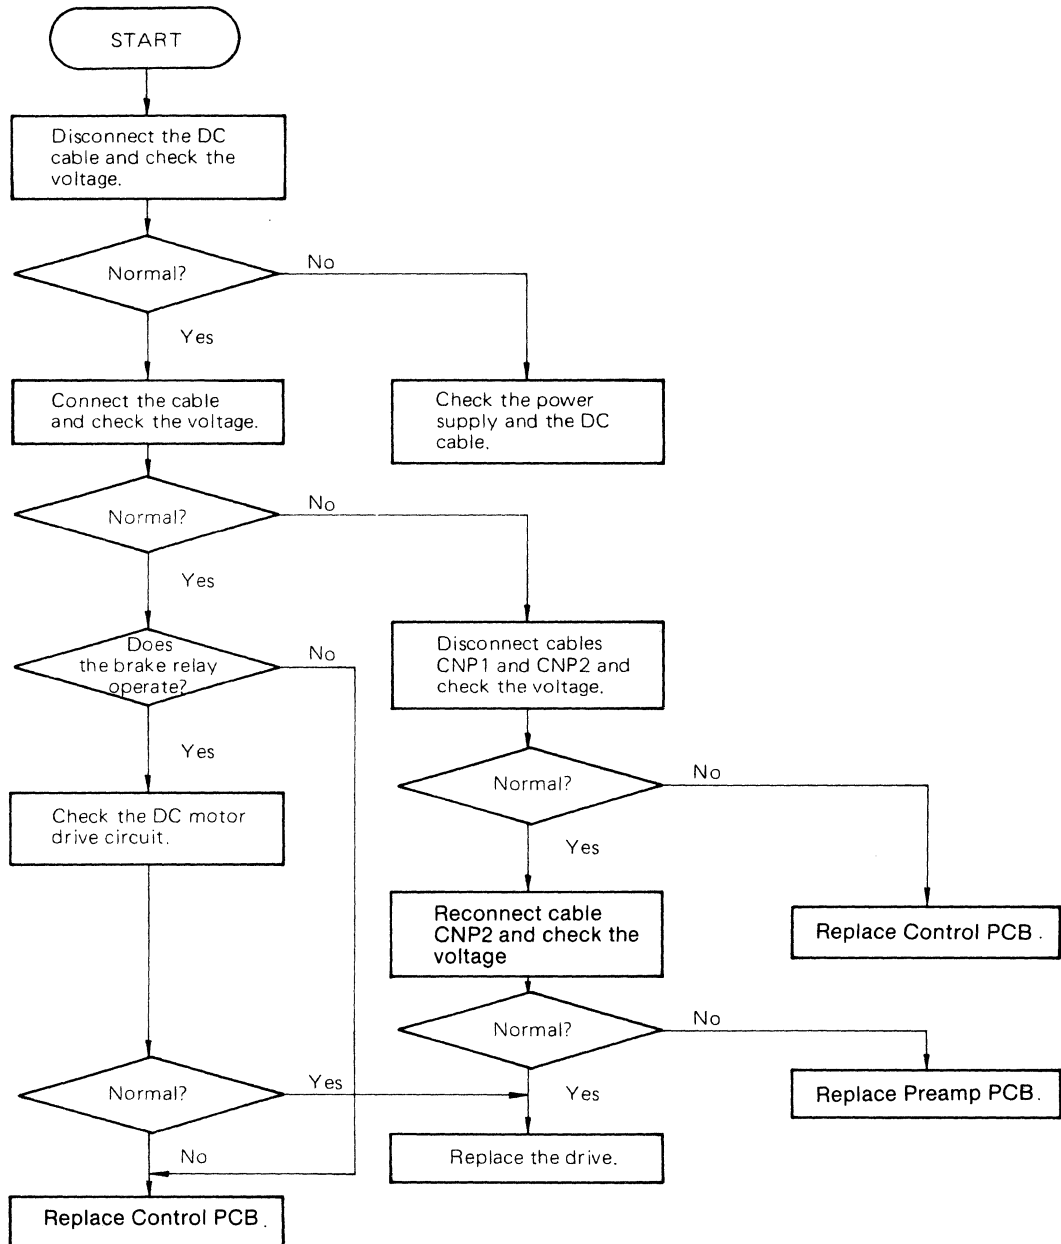 START
Disconnect the DC
cable and check the
voltage.
Normal?
No
Yes
Connect the cable
and check the voltage.
Check the power
supply and the DC
cable.
Normal?
No
Yes
Does
the brake relay
operate?
No
Disconnect cables
CNP1 and CNP2 and
check the voltage.
Yes
Normal?
No
Check the DC motor
drive circuit.
Yes
Reconnect cable
CNP2 and check the
voltage
Replace Control PCB.
Normal?
No
Normal?
Yes
Yes
Replace Preamp PCB.
No
Replace the drive.
Replace Control PCB.